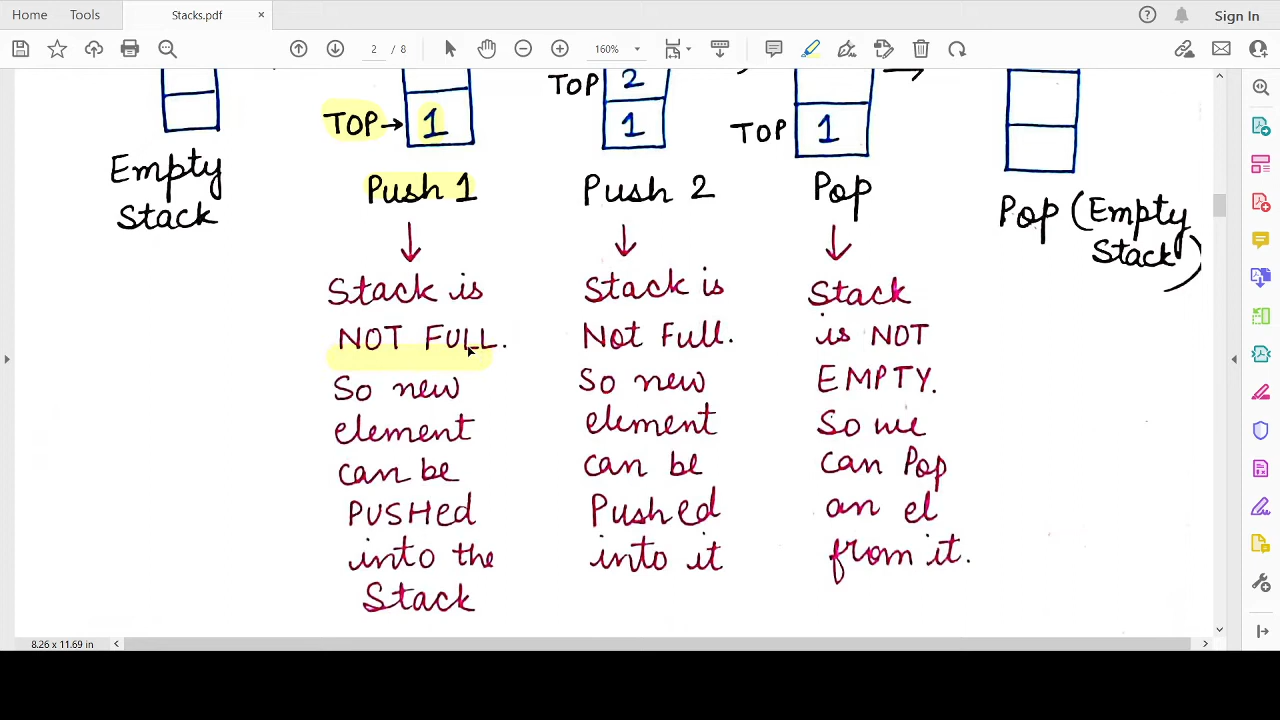 Home Tools Stacks.pdf × Sign In
2 / 8 160%
TOP 2
TOP → 1 1 TOP 1
Empty Stack
Push 1
Push 2
Pop
Pop (Empty Stack)
Stack is
NOT FULL.
So new
element
can be
PUSHed
into the
Stack
Stack is
Not Full.
So new
element
can be
Pushed
into it
Stack
is NOT
EMPTY.
So we
can Pop
an el
from it.
8.26 x 11.69 in